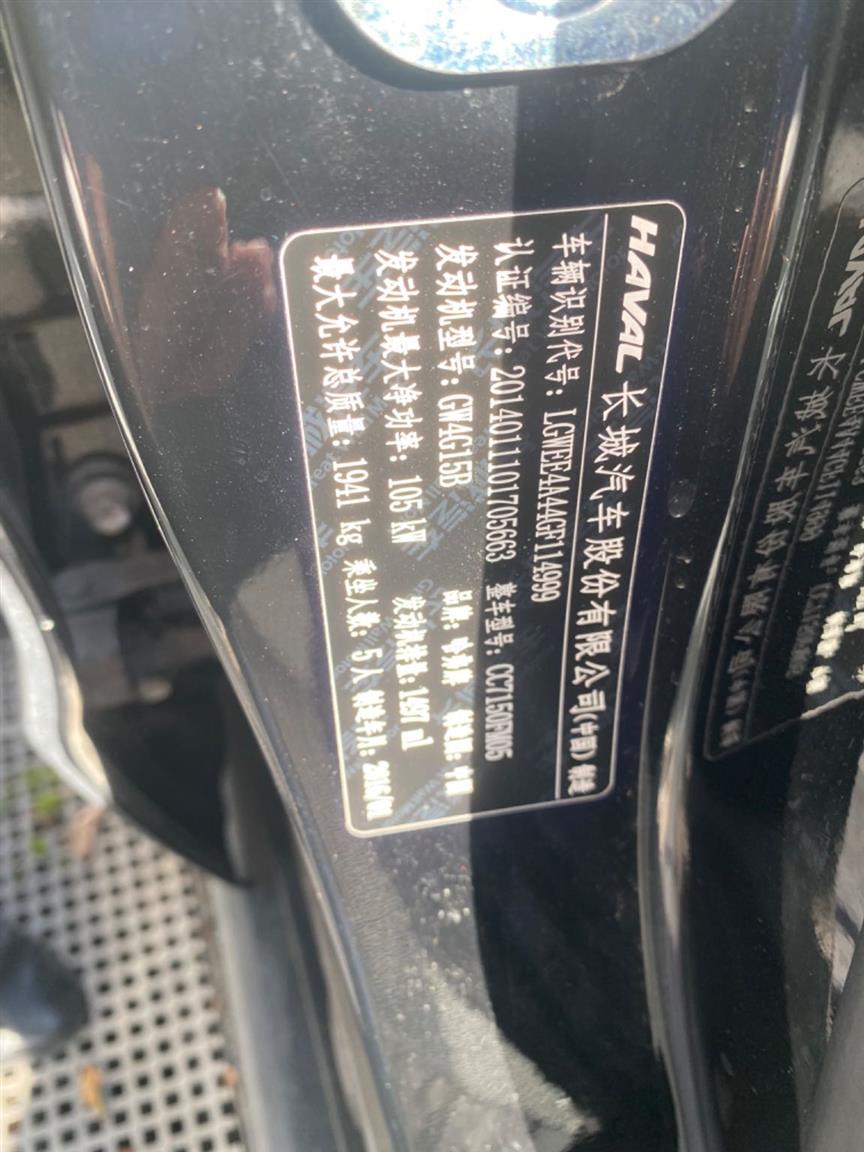 HAVAL 长城汽车股份有限公司(中国) 制造
车辆识别代号: LGWEE4A44GF114999
认证编号: 2014011101705663 整车型号: CC7150PM05
发动机型号: GW4G15B 品牌: 哈弗牌 制造国: 中国
发动机最大净功率: 105 kW 发动机排量: 1.497 ml
最大允许总质量: 1941 kg 乘坐人数: 5 人 制造年月: